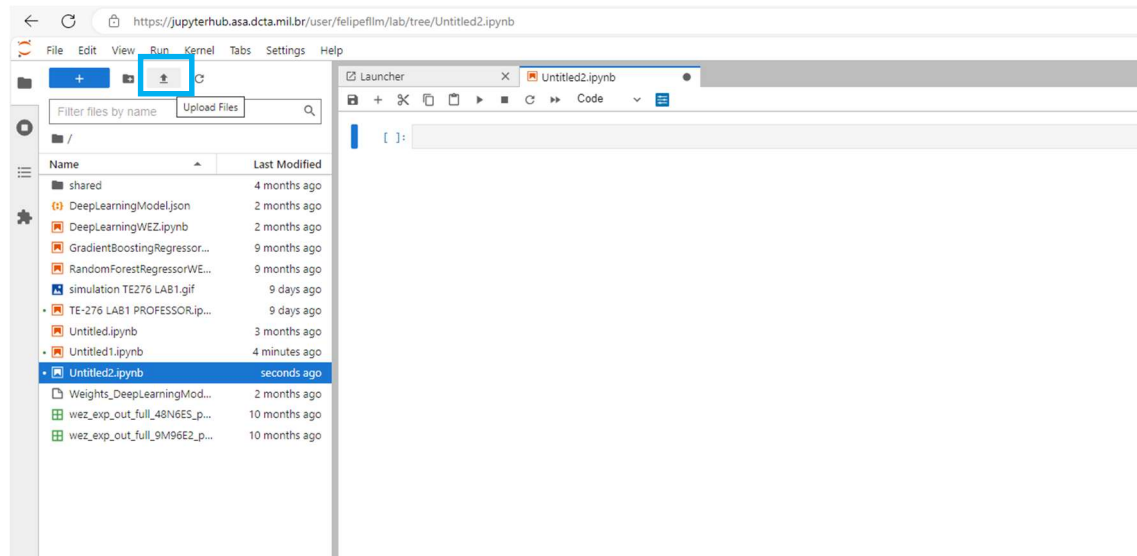 https://jupyterhub.asa.dcta.mil.br/user/felipefllm/lab/tree/Untitled2.ipynb
File Edit View Run Kernel Tabs Settings Help
Launcher
Untitled2.ipynb
Upload Files
Filter files by name
Code
/
[ ]:
Name Last Modified
shared 4 months ago
DeepLearningModel.json 2 months ago
DeepLearningWEZ.ipynb 2 months ago
GradientBoostingRegressor... 9 months ago
RandomForestRegressorWE... 9 months ago
simulation TE276 LAB1.gif 9 days ago
TE-276 LAB1 PROFESSOR.ip... 9 days ago
Untitled.ipynb 3 months ago
Untitled1.ipynb 4 minutes ago
Untitled2.ipynb seconds ago
Weights_DeepLearningMod... 2 months ago
wez_exp_out_full_48N6ES_p... 10 months ago
wez_exp_out_full_9M96E2_p... 10 months ago